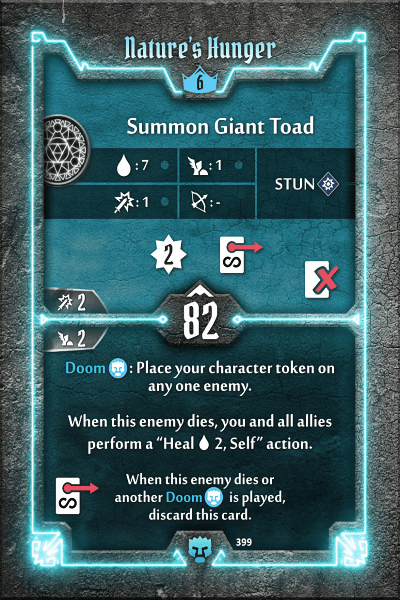 Nature's Hunger
6
Summon Giant Toad
: 7
: 1
STUN
: 1
: -
2
S
2
82
2
Doom : Place your character token on
any one enemy.
When this enemy dies, you and all allies
perform a “Heal 2, Self” action.
When this enemy dies or
another Doom is played,
discard this card.
S
399